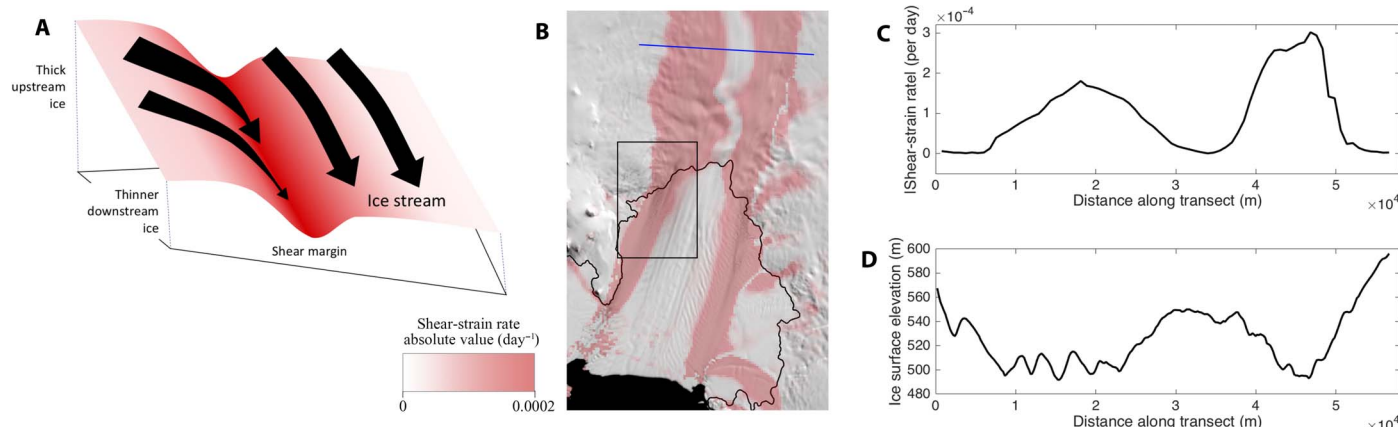 A
Thick
upstream
ice
Thinner
downstream
ice
Ice stream
Shear margin
Shear-strain rate
absolute value (day⁻¹)
0
0.0002
B
C
×10⁻⁴
3
2
1
0
|Shear-strain ratel (per day)
0
1
2
3
4
5
Distance along transect (m)
×10⁴
D
600
580
560
540
520
500
480
Ice surface elevation (m)
0
1
2
3
4
5
Distance along transect (m)